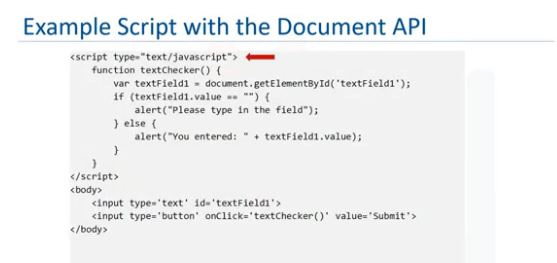 Example Script with the Document API
<script type="text/javascript">
function textChecker() {
var textField1 = document.getElementById('textField1');
if (textField1.value == "") {
alert("Please type in the field");
} else {
alert("You entered: " + textField1.value);
}
}
</script>
<body>
<input type='text' id='textField1'>
<input type='button' onClick='textChecker()' value='Submit'>
</body>